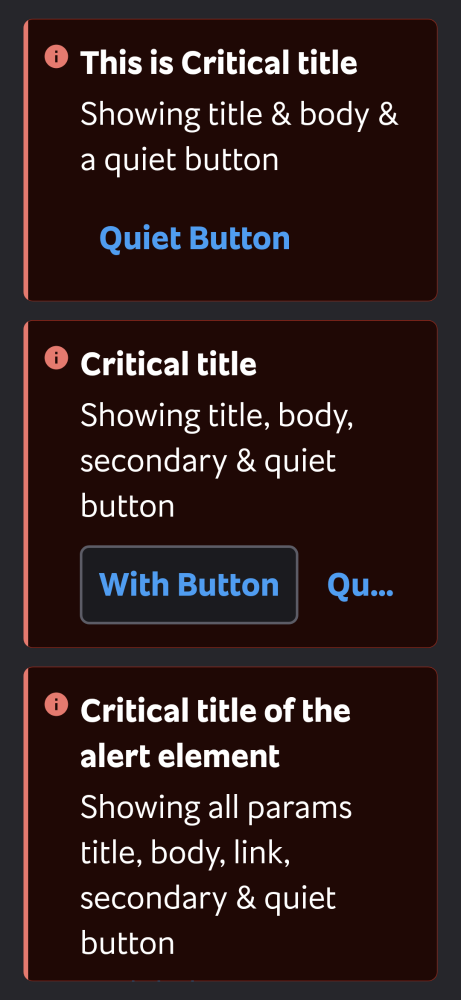 This is Critical title
Showing title & body &
a quiet button
Quiet Button
Critical title
Showing title, body,
secondary & quiet
button
With Button
Qu...
Critical title of the
alert element
Showing all params
title, body, link,
secondary & quiet
button